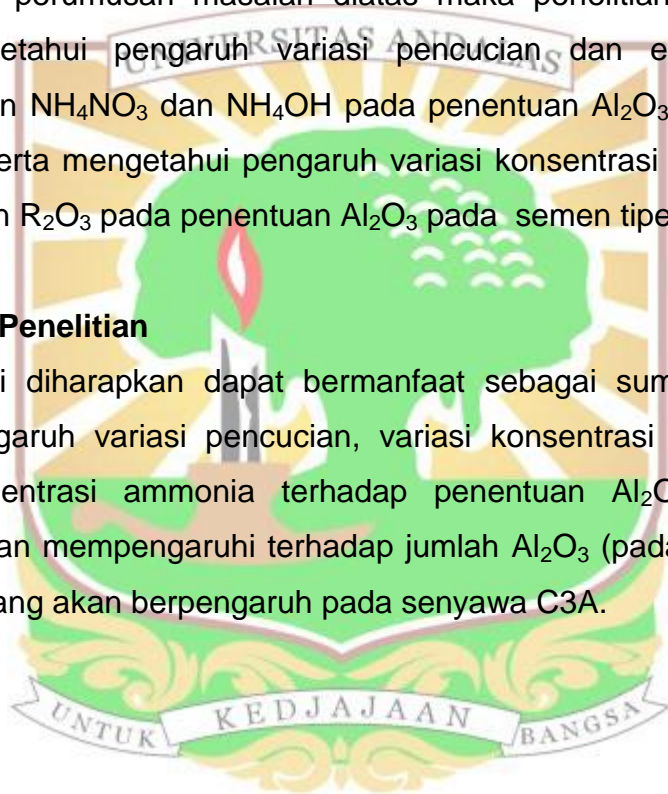 perumusan masalah diatas maka penelitian
etahui pengaruh variasi pencucian dan e
UNIVERSITAS ANDALAS
n NH₄NO₃ dan NH₄OH pada penentuan Al₂O₃
erta mengetahui pengaruh variasi konsentrasi
n R₂O₃ pada penentuan Al₂O₃ pada semen tipe
Penelitian
i diharapkan dapat bermanfaat sebagai sum
garuh variasi pencucian, variasi konsentrasi
entrasi ammonia terhadap penentuan Al₂O
an mempengaruhi terhadap jumlah Al₂O₃ (pada
ang akan berpengaruh pada senyawa C3A.
UNTUK KEDJAJAAN BANGSA